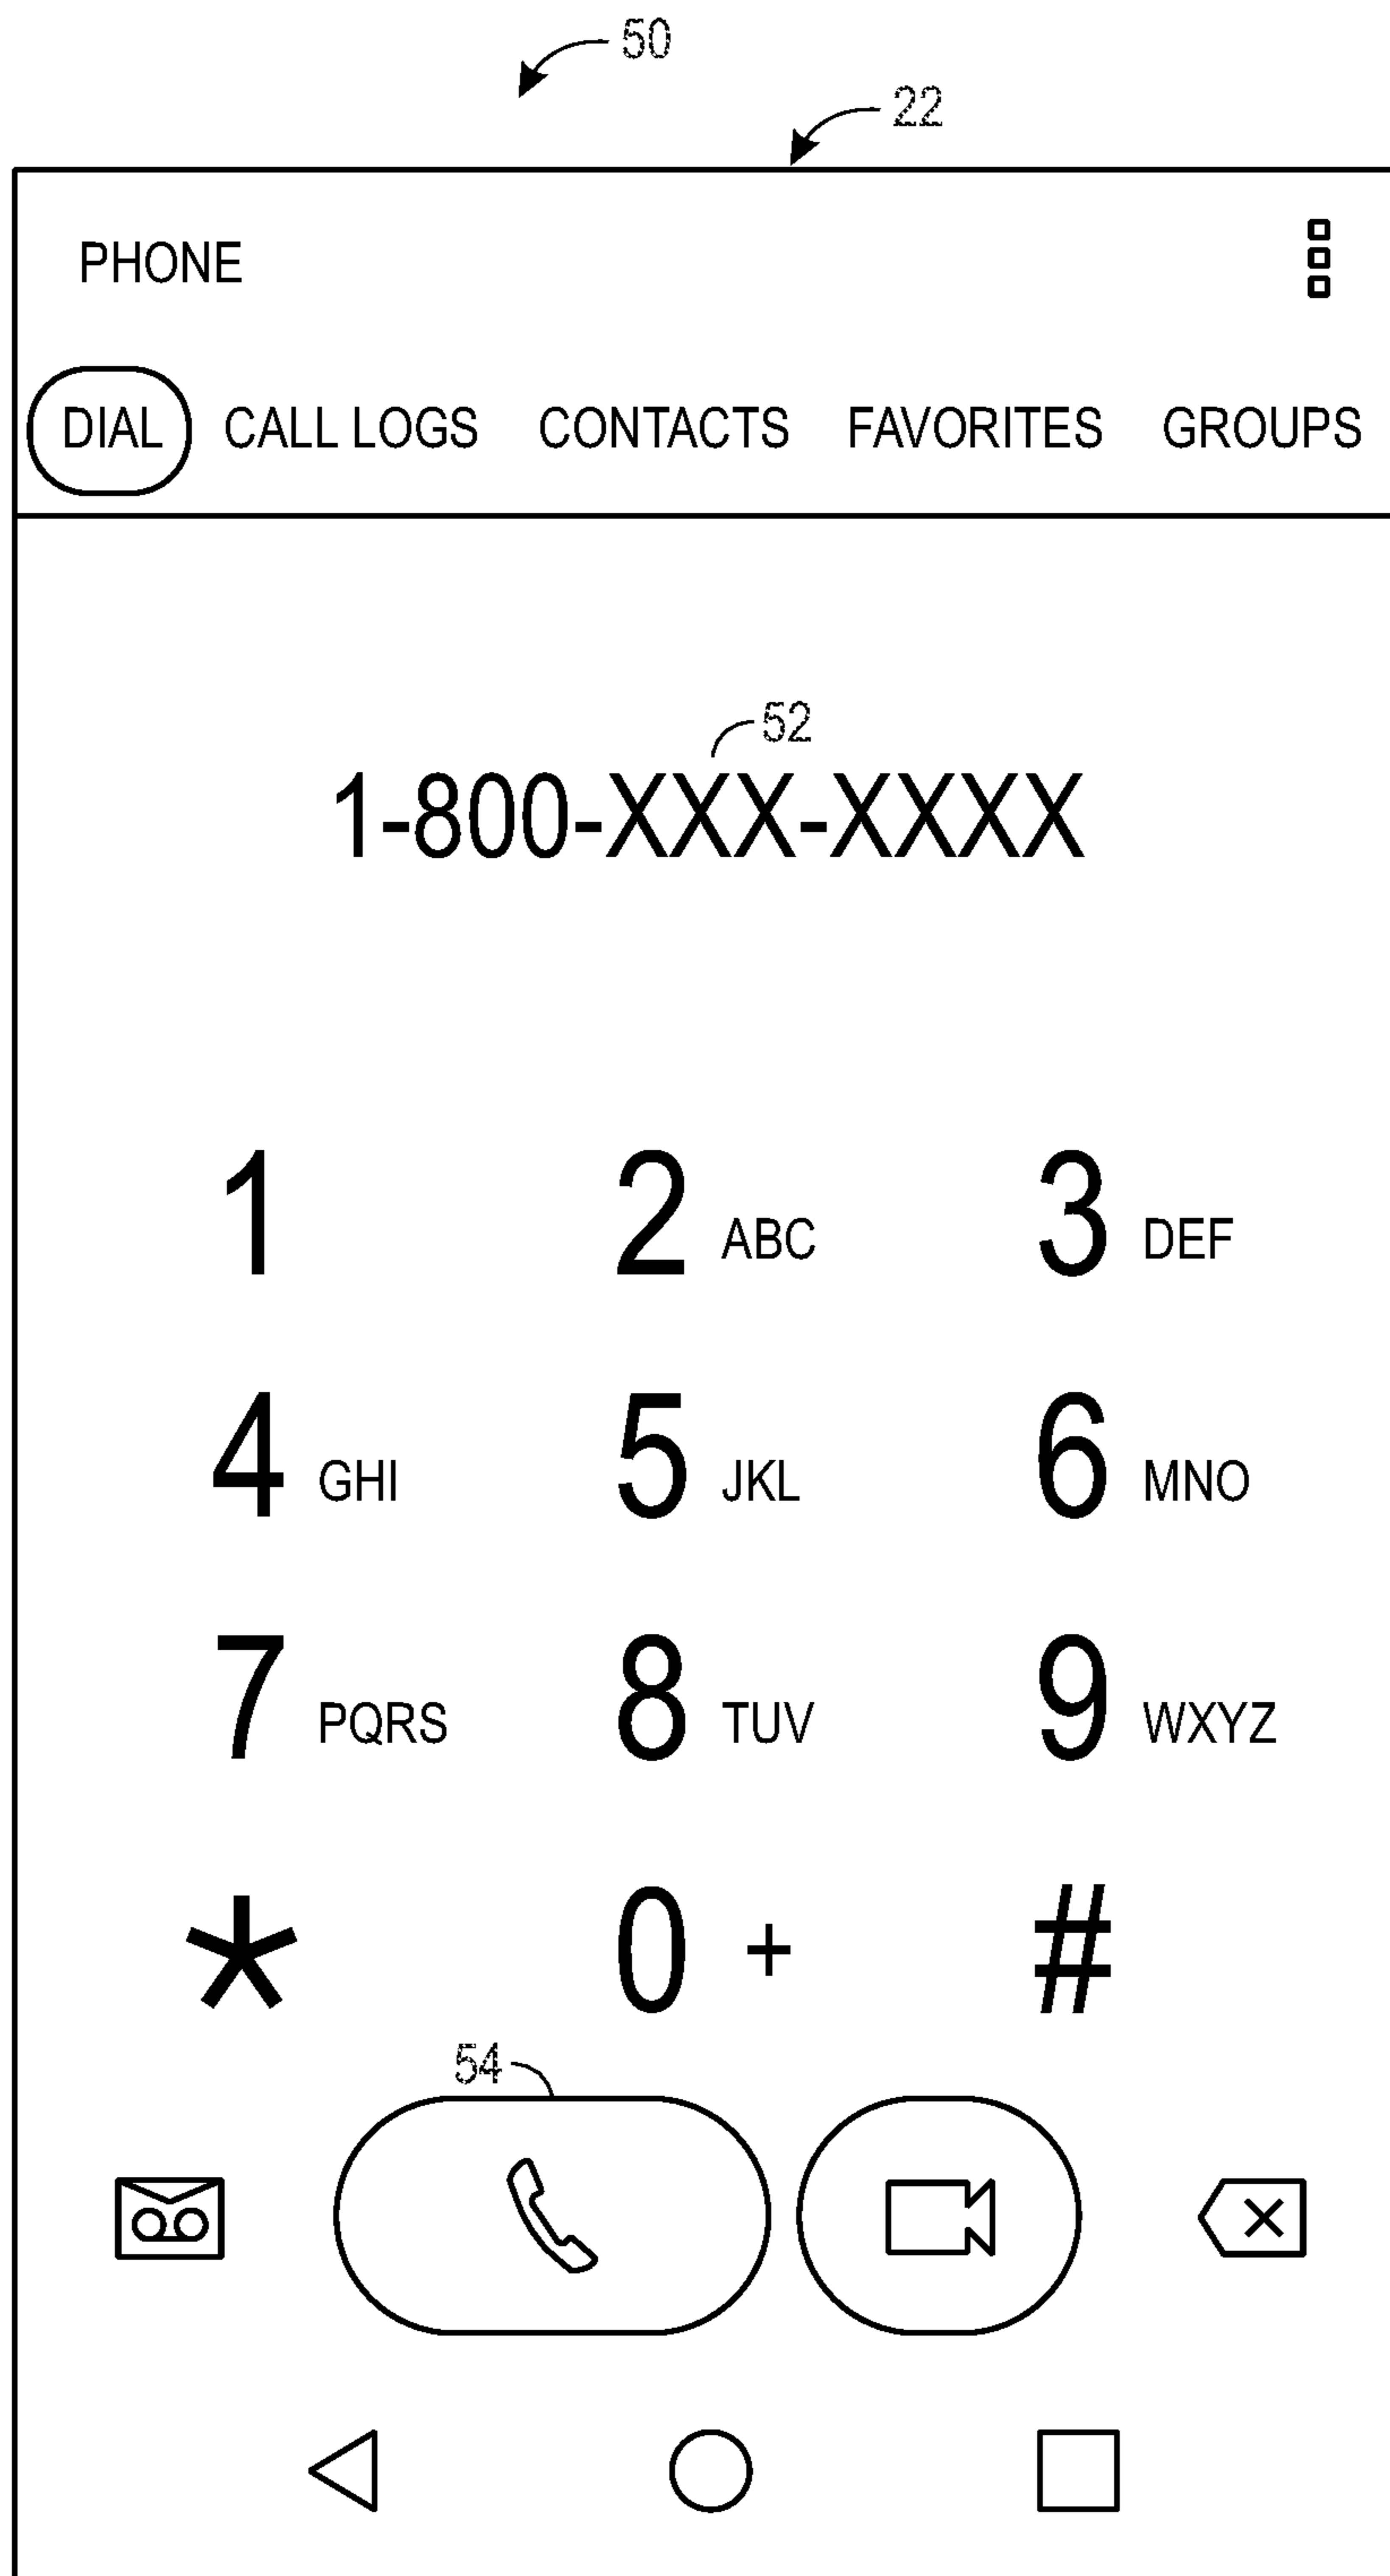 50
22
PHONE
DIAL CALL LOGS CONTACTS FAVORITES GROUPS
52
1-800-XXX-XXXX
1 2 ABC 3 DEF
4 GHI 5 JKL 6 MNO
7 PQRS 8 TUV 9 WXYZ
* 0 + #
54